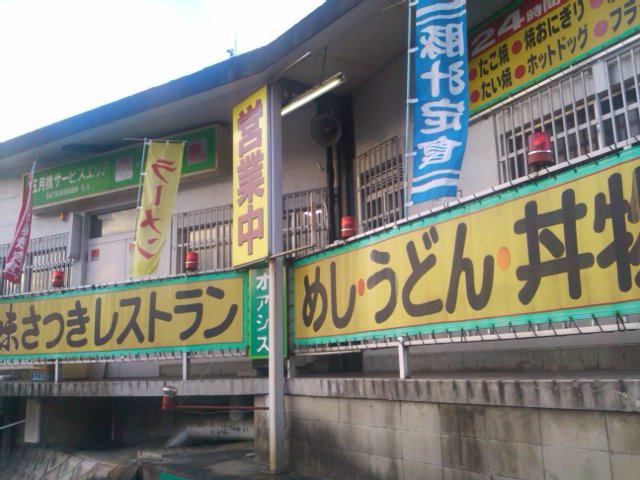 24時間
たこ焼
焼おにぎり
たい焼
ホットドッグ
フラ
豚汁定食
営業中
五月橋サービスエリア
SATSUKIBASHI S.A
ラーメン
味さつきレストラン
オアシス
めし・うどん・丼物